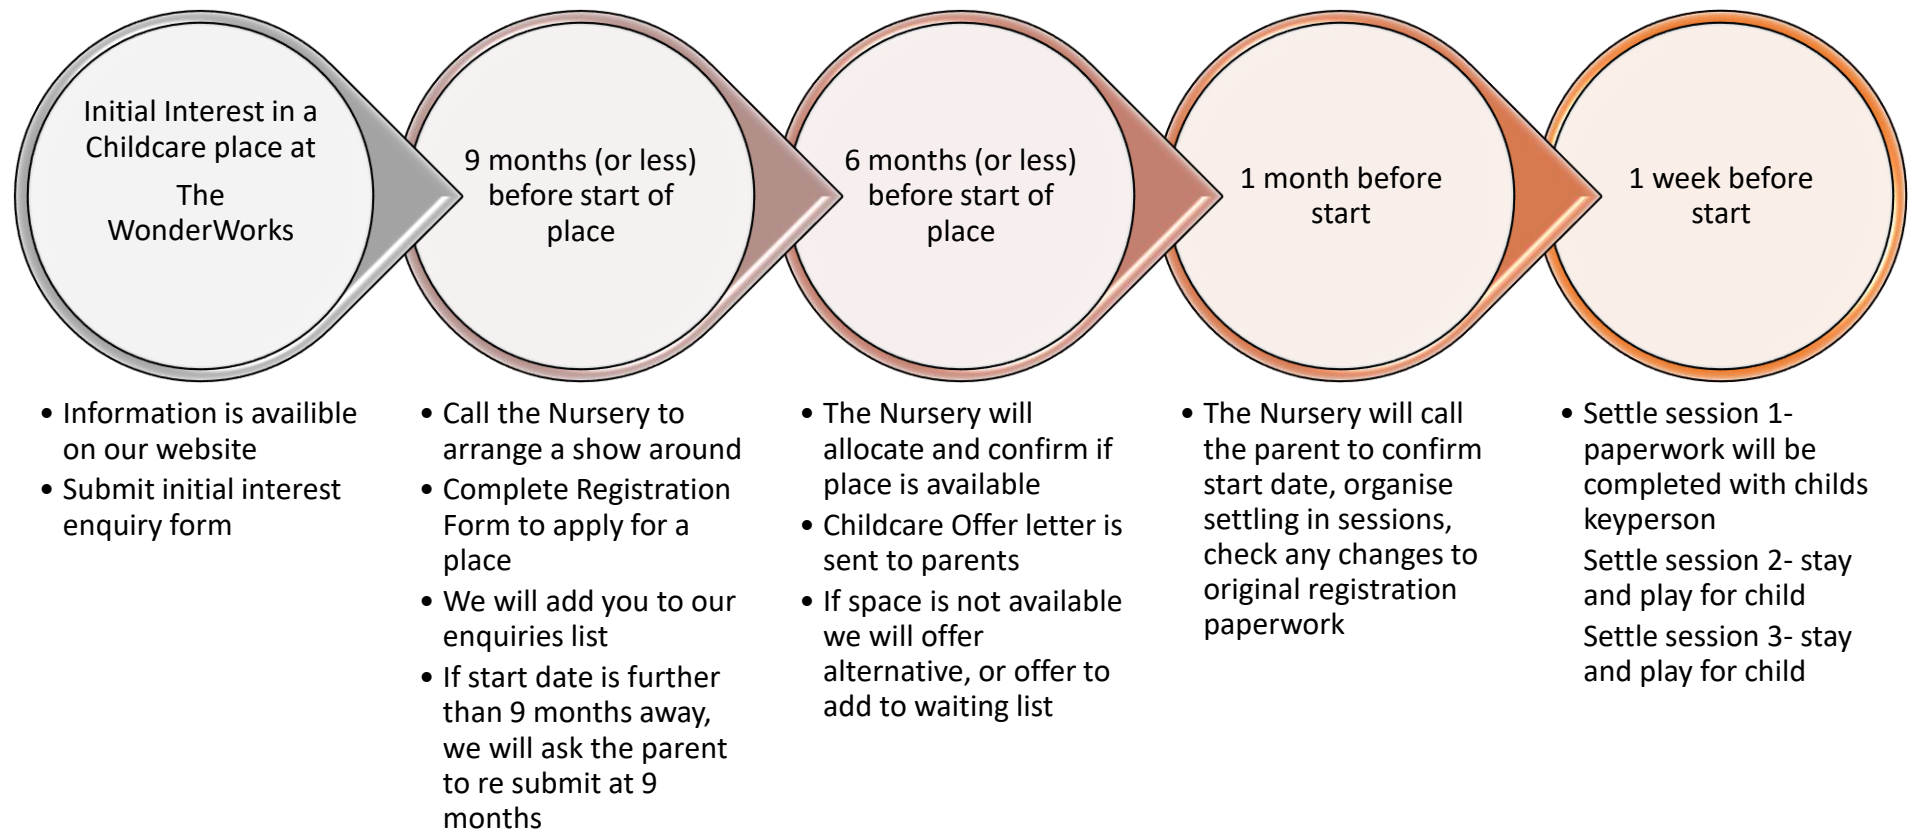 Initial Interest in a
Childcare place at
The
WonderWorks
9 months (or less)
before start of
place
6 months (or less)
before start of
place
1 month before
start
1 week before
start
• Information is availible
on our website
• Submit initial interest
enquiry form
• Call the Nursery to
arrange a show around
• Complete Registration
Form to apply for a
place
• We will add you to our
enquiries list
• If start date is further
than 9 months away,
we will ask the parent
to re submit at 9
months
• The Nursery will
allocate and confirm if
place is available
• Childcare Offer letter is
sent to parents
• If space is not available
we will offer
alternative, or offer to
add to waiting list
• The Nursery will call
the parent to confirm
start date, organise
settling in sessions,
check any changes to
original registration
paperwork
• Settle session 1-
paperwork will be
completed with childs
keyperson
Settle session 2- stay
and play for child
Settle session 3- stay
and play for child